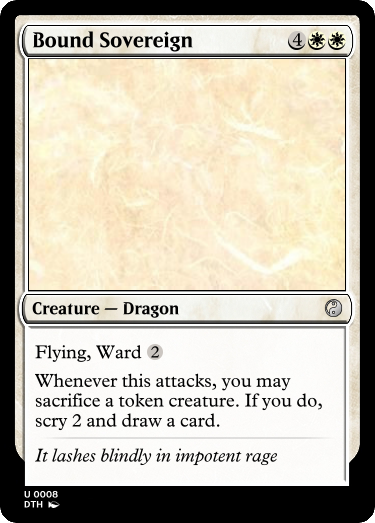 Bound Sovereign 4
Creature — Dragon
Flying, Ward 2
Whenever this attacks, you may
sacrifice a token creature. If you do,
scry 2 and draw a card.
It lashes blindly in impotent rage
U 0008
DTH